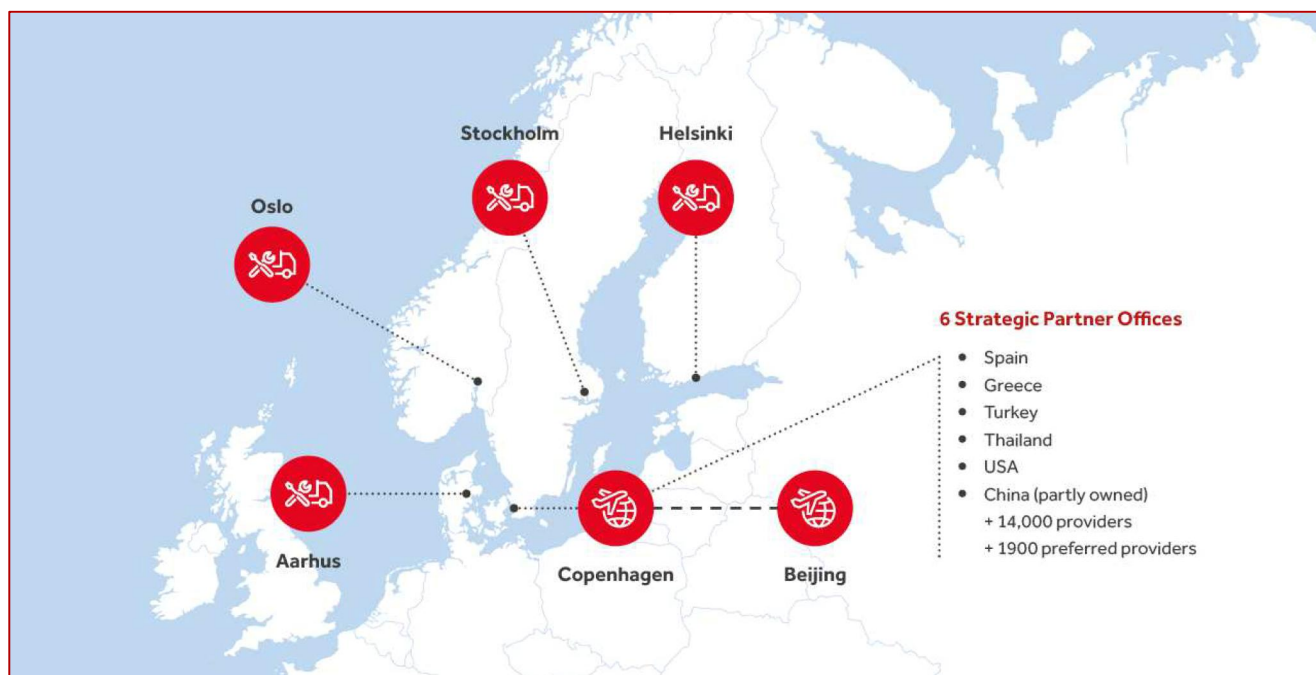 Stockholm
Helsinki
Oslo
6 Strategic Partner Offices
Spain
Greece
Turkey
Thailand
USA
China (partly owned)
+ 14,000 providers
+ 1900 preferred providers
Aarhus
Copenhagen
Beijing